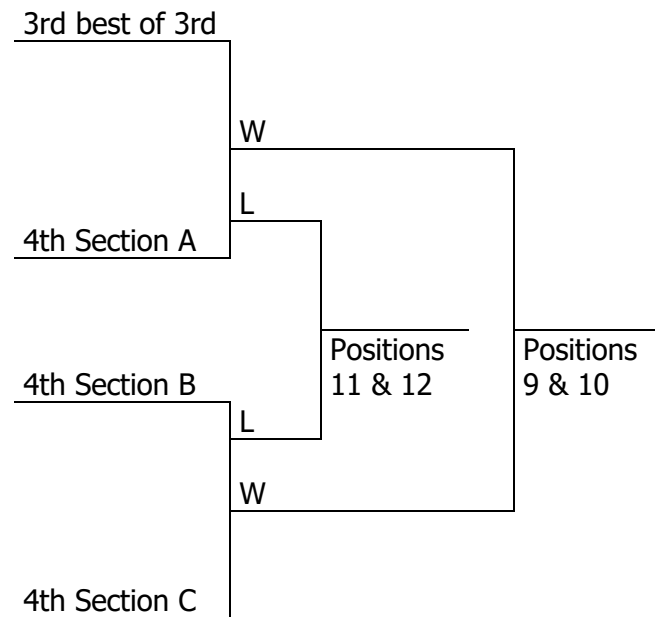 3rd best of 3rd
W
L
4th Section A
Positions
11 & 12
Positions
9 & 10
4th Section B
L
W
4th Section C